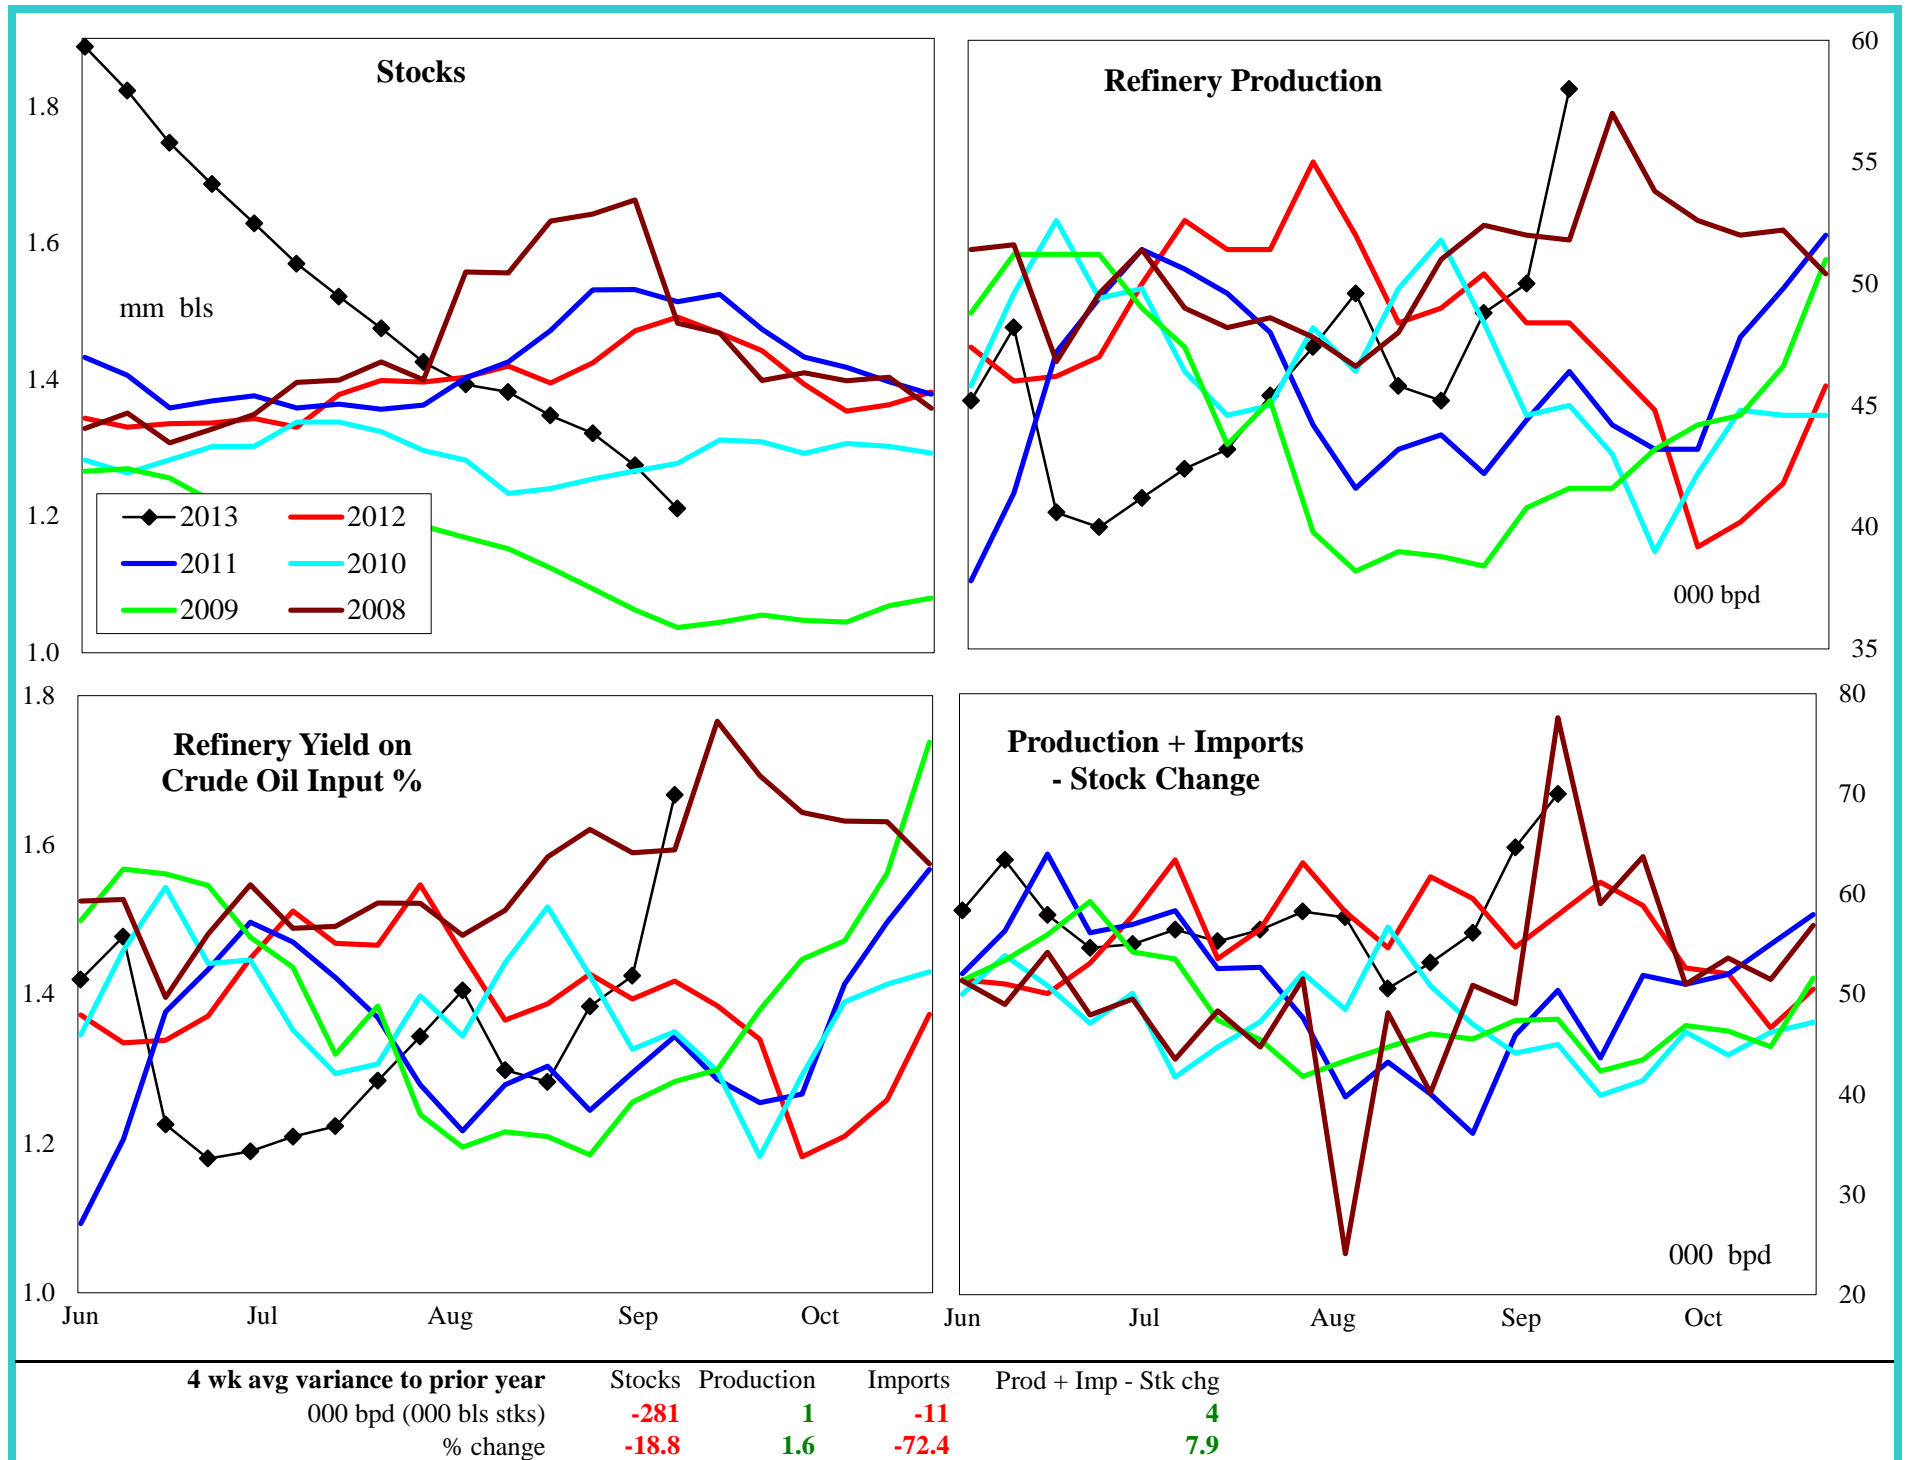 Stocks
1.8
1.6
mm bls
1.4
1.2
1.0
2013 2012
2011 2010
2009 2008
Refinery Production
60
55
50
45
40
35
000 bpd
Refinery Yield on
Crude Oil Input %
1.8
1.6
1.4
1.2
1.0
Jun Jul Aug Sep Oct
Production + Imports
- Stock Change
80
70
60
50
40
30
20
000 bpd
Jun Jul Aug Sep Oct
4 wk avg variance to prior year Stocks Production Imports Prod + Imp - Stk chg
000 bpd (000 bls stks) -281 1 -11 4
% change -18.8 1.6 -72.4 7.9